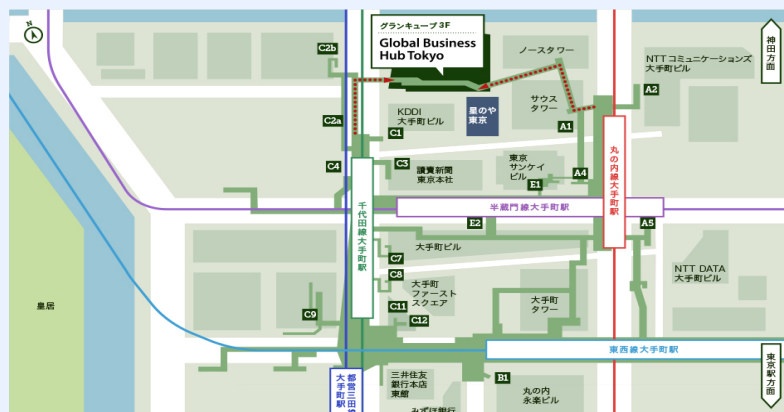 N
グランキューブ 3F
Global Business
Hub Tokyo
C2b
ノースタワー
神田方面
NTT コミュニケーションズ
大手町ビル
サウス
タワー
A2
KDDI
大手町ビル
星のや
東京
C2a
C1
A1
丸の内線大手町駅
C4
C3
讀賣新聞
東京本社
東京
サンケイ
ビル
A4
E1
千代田線大手町駅
半蔵門線大手町駅
E2
A5
大手町ビル
C7
C8
NTT DATA
大手町ビル
大手町
ファースト
スクエア
皇居
C9
C11
C12
大手町
タワー
東西線大手町駅
東京駅方面
都営三田線
大手町駅
三井住友
銀行本店
東館
B1
丸の内
永楽ビル
みずほ銀行